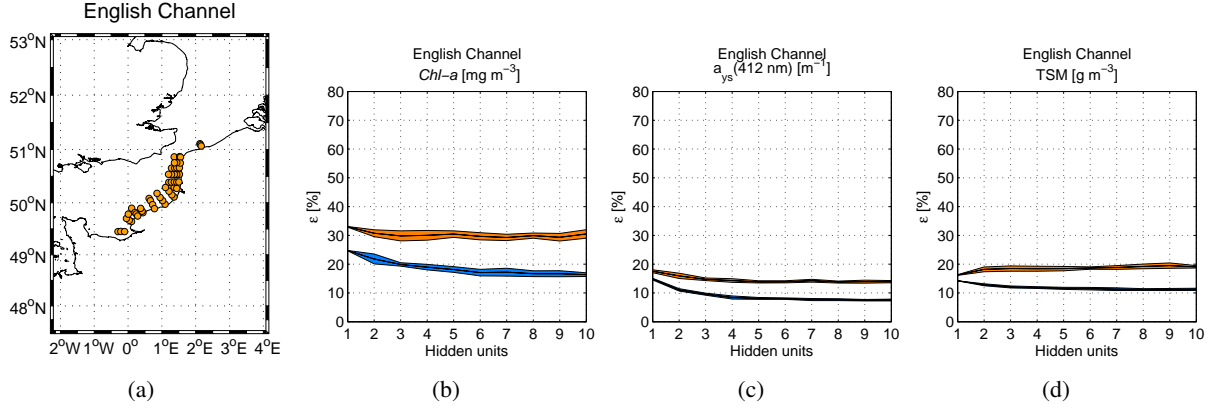 English Channel
53°N
52°N
51°N
50°N
49°N
48°N
2°W 1°W 0° 1°E 2°E 3°E 4°E
(a)
English Channel
Chl−a [mg m⁻³]
80
70
60
50
40
30
20
10
0
ε [%]
1 2 3 4 5 6 7 8 9 10
Hidden units
(b)
English Channel
a_ys(412 nm) [m⁻¹]
80
70
60
50
40
30
20
10
0
ε [%]
1 2 3 4 5 6 7 8 9 10
Hidden units
(c)
English Channel
TSM [g m⁻³]
80
70
60
50
40
30
20
10
0
ε [%]
1 2 3 4 5 6 7 8 9 10
Hidden units
(d)